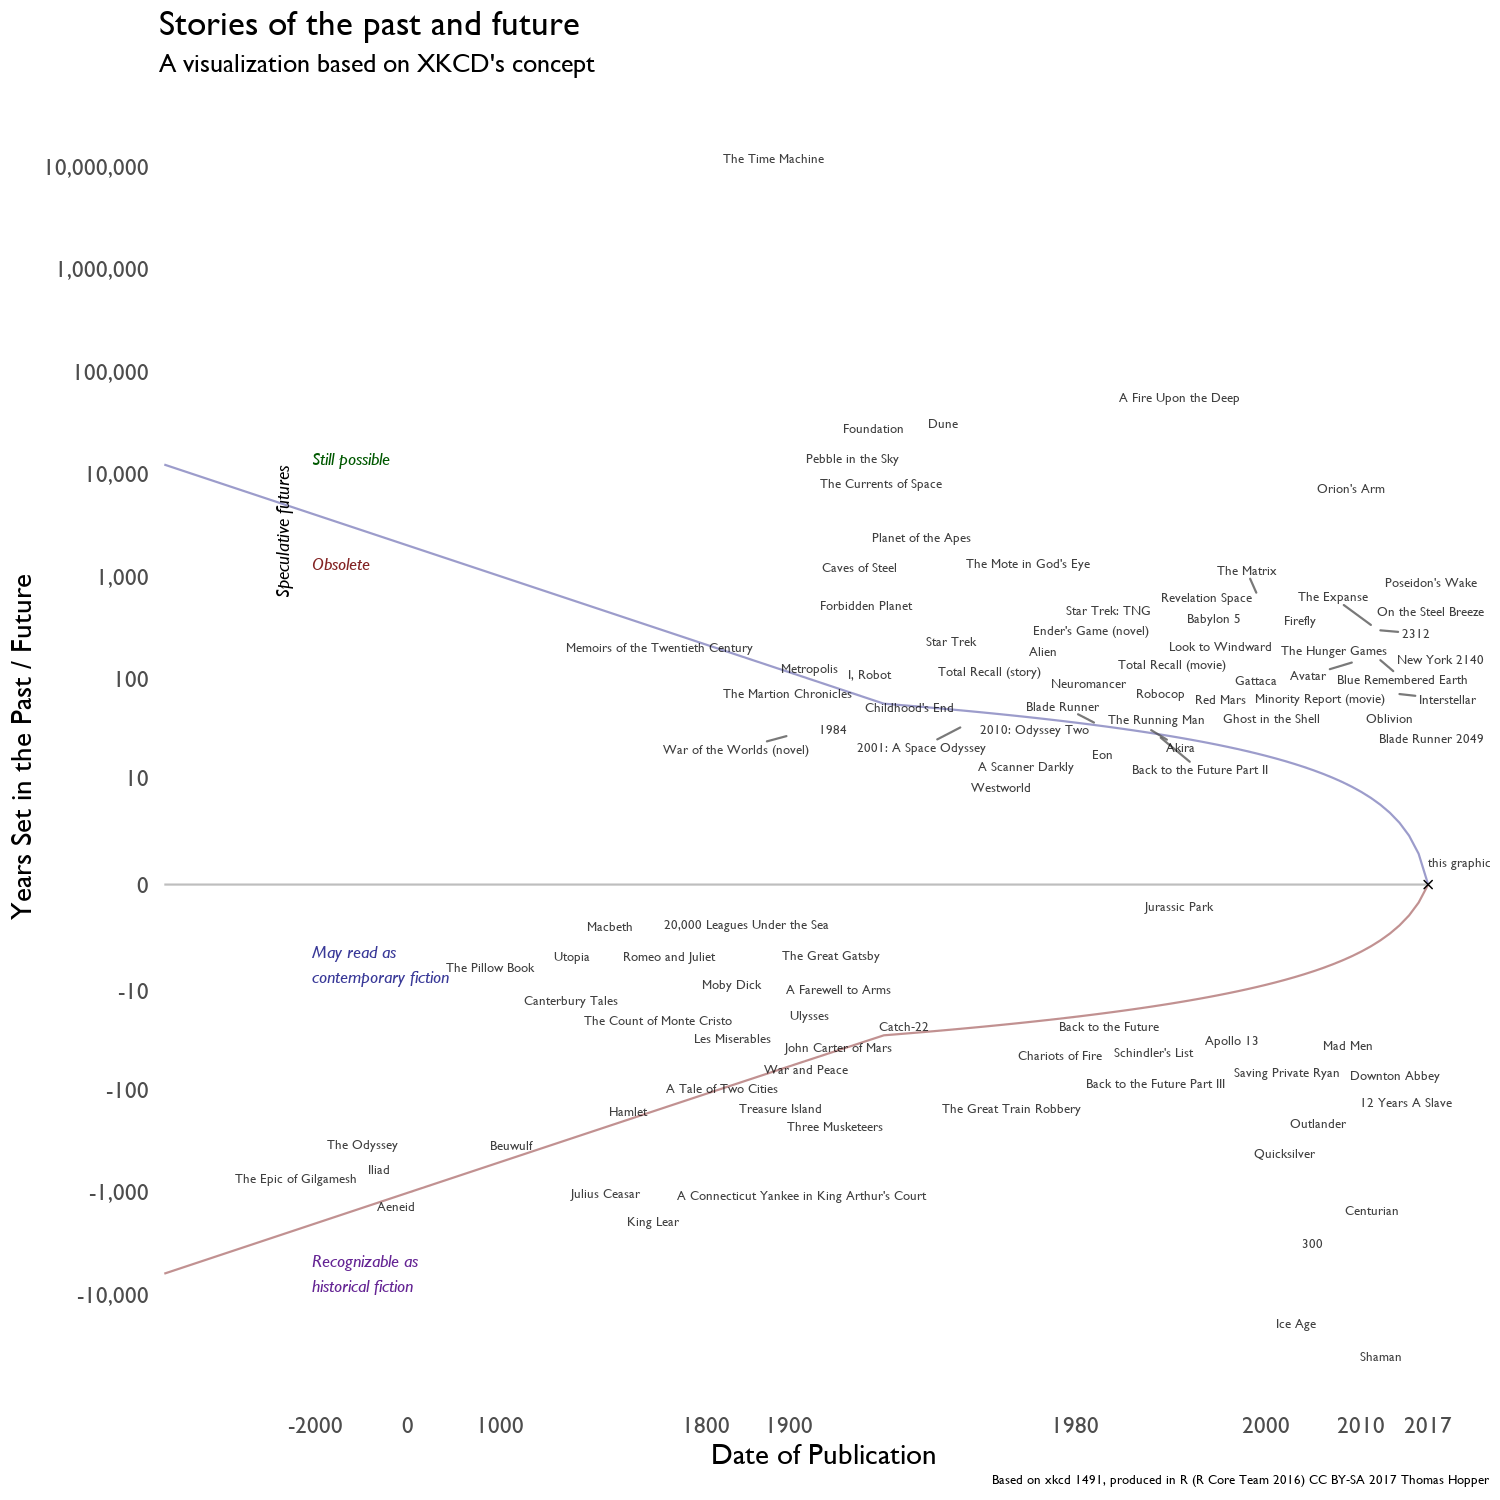 Stories of the past and future
A visualization based on XKCD's concept
10,000,000
1,000,000
100,000
10,000
1,000
100
10
0
-10
-100
-1,000
-10,000
Years Set in the Past / Future
The Time Machine
A Fire Upon the Deep
Dune
Foundation
Still possible
Pebble in the Sky
Speculative futures
The Currents of Space
Orion's Arm
Planet of the Apes
Obsolete
The Mote in God's Eye
Caves of Steel
The Matrix
Poseidon's Wake
Revelation Space
The Expanse
Forbidden Planet
Star Trek: TNG
On the Steel Breeze
Babylon 5
Firefly
Ender's Game (novel)
2312
Star Trek
Memoirs of the Twentieth Century
Look to Windward
Alien
The Hunger Games
New York 2140
Total Recall (movie)
Metropolis
I, Robot
Total Recall (story)
Avatar
Blue Remembered Earth
Gattaca
Neuromancer
The Martion Chronicles
Robocop
Red Mars
Minority Report (movie)
Interstellar
Childhood's End
Blade Runner
The Running Man
Ghost in the Shell
Oblivion
1984
2010: Odyssey Two
Blade Runner 2049
War of the Worlds (novel)
2001: A Space Odyssey
Akira
Eon
A Scanner Darkly
Back to the Future Part II
Westworld
this graphic
Jurassic Park
Macbeth
20,000 Leagues Under the Sea
May read as
contemporary fiction
Utopia
Romeo and Juliet
The Great Gatsby
The Pillow Book
Moby Dick
A Farewell to Arms
Canterbury Tales
Ulysses
The Count of Monte Cristo
Catch-22
Back to the Future
Les Miserables
Apollo 13
John Carter of Mars
Mad Men
Chariots of Fire
Schindler's List
War and Peace
Saving Private Ryan
Downton Abbey
A Tale of Two Cities
Back to the Future Part III
12 Years A Slave
Hamlet
Treasure Island
The Great Train Robbery
Three Musketeers
Outlander
The Odyssey
Beuwulf
Quicksilver
Iliad
The Epic of Gilgamesh
Julius Ceasar
A Connecticut Yankee in King Arthur's Court
Aeneid
King Lear
Centurian
300
Recognizable as
historical fiction
Ice Age
Shaman
-2000
0
1000
1800
1900
1980
2000
2010
2017
Date of Publication
Based on xkcd 1491, produced in R (R Core Team 2016) CC BY-SA 2017 Thomas Hopper